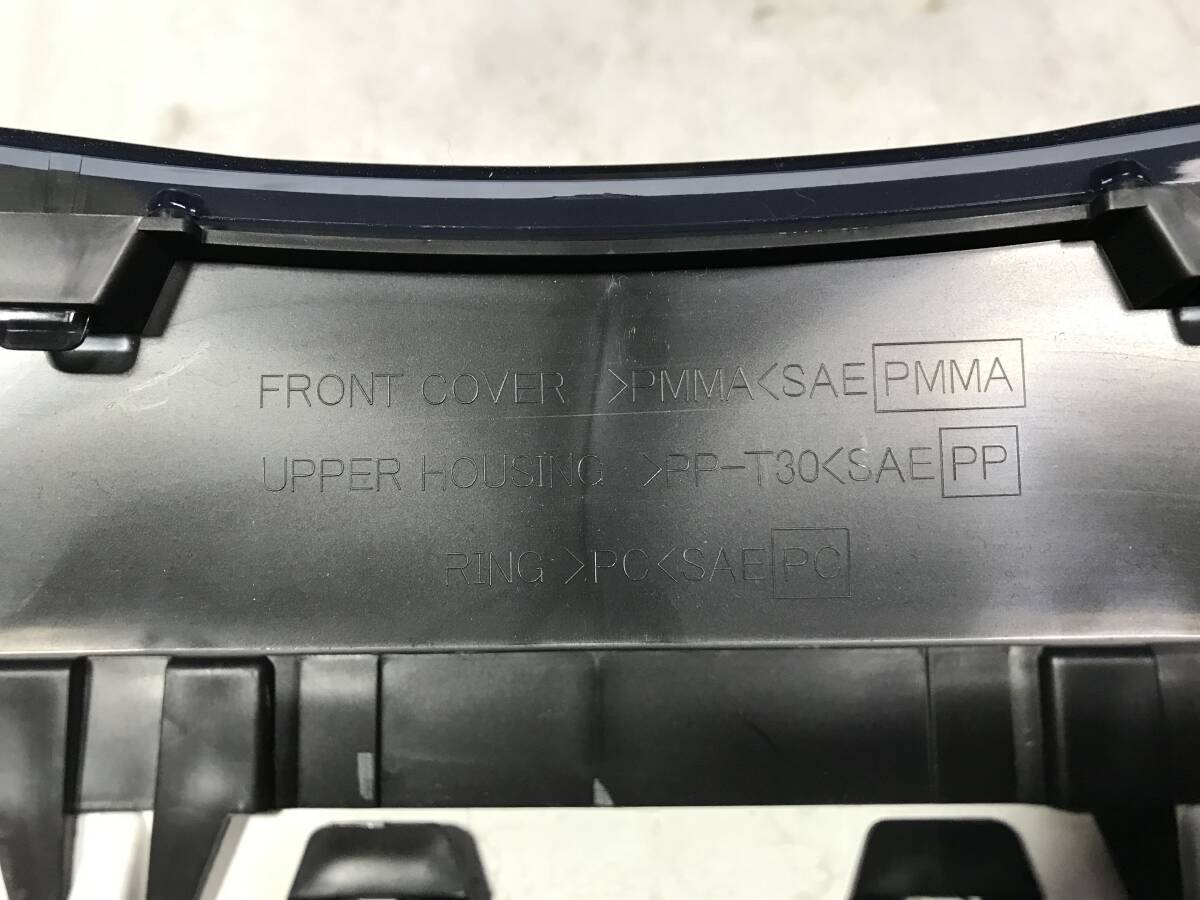 FRONT COVER >PMMA<SAE PMMA
UPPER HOUSING >PP-T30<SAE PP
RING >PC<SAE PC